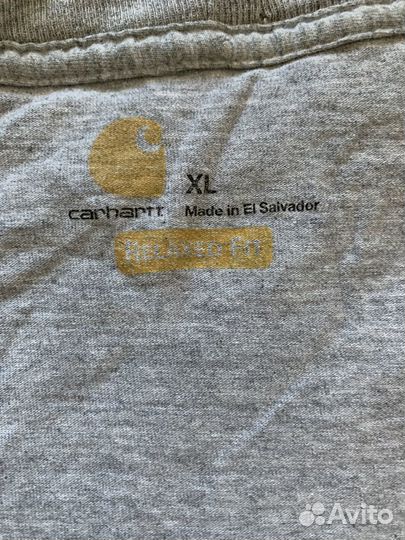 XL
carhartt Made in El Salvador
RELAXED FIT
Avito